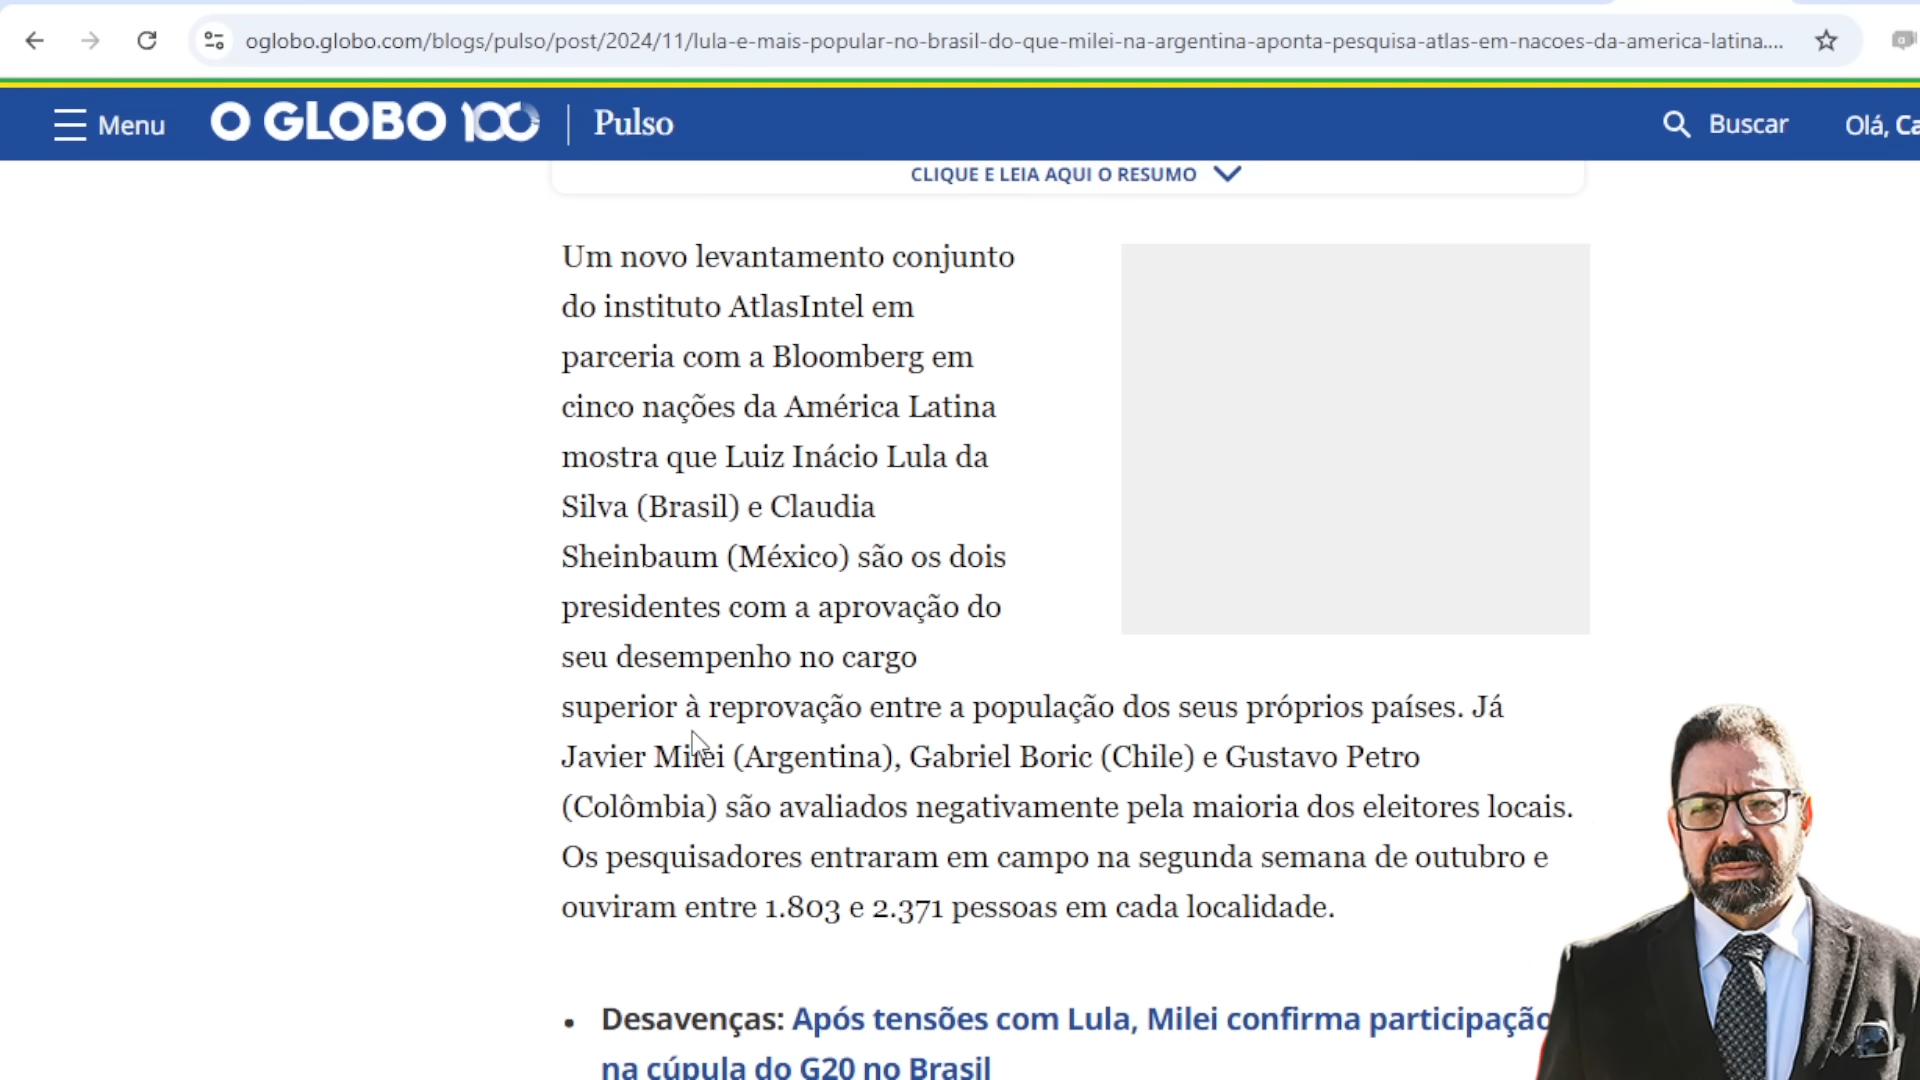 oglobo.globo.com/blogs/pulso/post/2024/11/lula-e-mais-popular-no-brasil-do-que-milei-na-argentina-aponta-pesquisa-atlas-em-nacoes-da-america-latina....
Menu
O GLOBO 100
Pulso
Buscar
Olá, Ca
CLIQUE E LEIA AQUI O RESUMO
Um novo levantamento conjunto
do instituto AtlasIntel em
parceria com a Bloomberg em
cinco nações da América Latina
mostra que Luiz Inácio Lula da
Silva (Brasil) e Claudia
Sheinbaum (México) são os dois
presidentes com a aprovação do
seu desempenho no cargo
superior à reprovação entre a população dos seus próprios países. Já
Javier Milei (Argentina), Gabriel Boric (Chile) e Gustavo Petro
(Colômbia) são avaliados negativamente pela maioria dos eleitores locais.
Os pesquisadores entraram em campo na segunda semana de outubro e
ouviram entre 1.803 e 2.371 pessoas em cada localidade.
• Desavenças: Após tensões com Lula, Milei confirma participação
na cúpula do G20 no Brasil